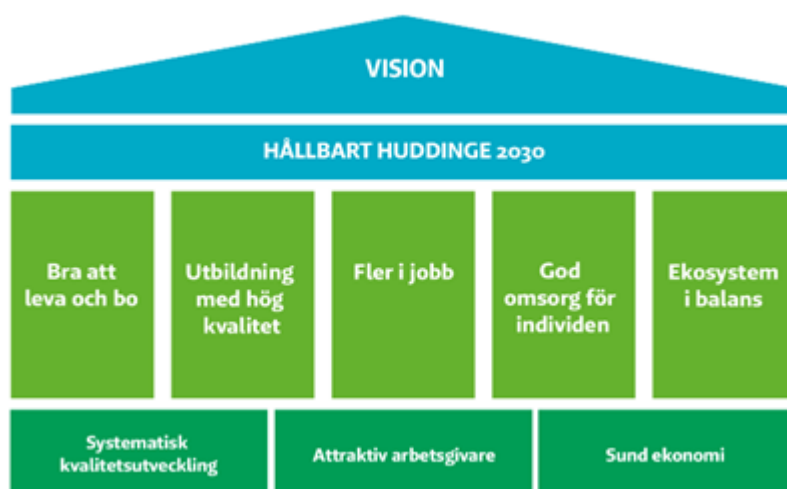 VISION
HÅLLBART HUDDINGE 2030
Bra att
leva och bo
Utbildning
med hög
kvalitet
Fler i jobb
God
omsorg för
individen
Ekosystem
i balans
Systematisk
kvalitetsutveckling
Attraktiv arbetsgivare
Sund ekonomi